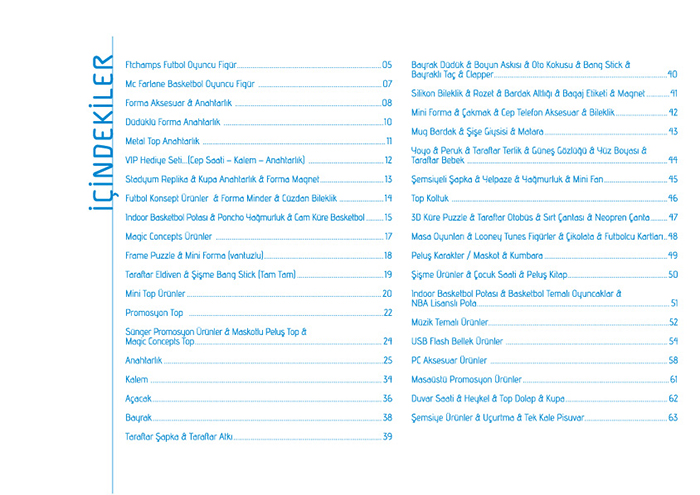 İÇİNDEKİLER
Ftchamps Futbol Oyuncu Figür 05
Mc Farlane Basketbol Oyuncu Figür 07
Forma Aksesuar & Anahtarlık 08
Düdüklü Forma Anahtarlık 10
Metal Top Anahtarlık 11
VIP Hediye Seti...(Cep Saati – Kalem – Anahtarlık) 12
Stadyum Replika & Kupa Anahtarlık & Forma Magnet 13
Futbol Konsept Ürünler & Forma Minder & Cüzdan Bileklik 14
Indoor Basketbol Potası & Poncho Yağmurluk & Cam Küre Basketbol 15
Magic Concepts Ürünler 17
Frame Puzzle & Mini Forma (vantuzlu) 18
Taraftar Eldiven & Şişme Bang Stick (Tam Tam) 19
Mini Top Ürünler 20
Promosyon Top 22
Sünger Promosyon Ürünler & Maskotlu Peluş Top &
Magic Concepts Top 24
Anahtarlık 25
Kalem 34
Açacak 36
Bayrak 38
Taraftar Şapka & Taraftar Atkı 39
Bayrak Düdük & Boyun Askısı & Oto Kokusu & Bang Stick &
Bayraklı Taç & Clapper 40
Silikon Bileklik & Rozet & Bardak Altlığı & Bagaj Etiketi & Magnet 41
Mini Forma & Çakmak & Cep Telefon Aksesuar & Bileklik 42
Mug Bardak & Şişe Giysisi & Matara 43
Yoyo & Peruk & Taraftar Terlik & Güneş Gözlüğü & Yüz Boyası &
Taraftar Bebek 44
Şemsiyeli Şapka & Yelpaze & Yağmurluk & Mini Fan 45
Top Koltuk 46
3D Küre Puzzle & Taraftar Otobüs & Sırt Çantası & Neopren Çanta 47
Masa Oyunları & Looney Tunes Figürler & Çikolata & Futbolcu Kartları 48
Peluş Karakter / Maskot & Kumbara 49
Şişme Ürünler & Çocuk Saati & Peluş Kitap 50
Indoor Basketbol Potası & Basketbol Temalı Oyuncaklar &
NBA Lisanslı Pota 51
Müzik Temalı Ürünler 52
USB Flash Bellek Ürünler 54
PC Aksesuar Ürünler 58
Masaüstü Promosyon Ürünler 61
Duvar Saati & Heykel & Top Dolap & Kupa 62
Şemsiye Ürünler & Uçurtma & Tek Kale Pisuvar 63